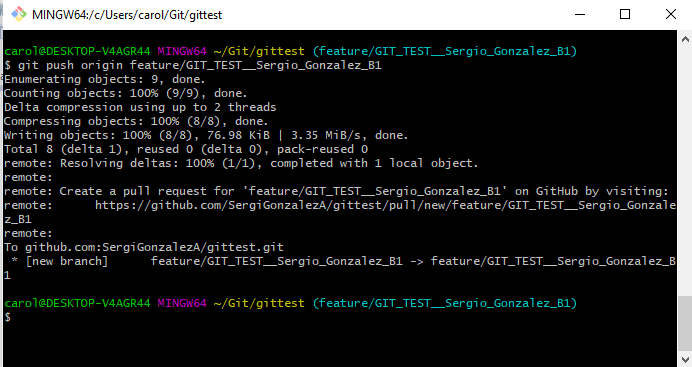 MINGW64:/c/Users/carol/Git/gittest
carol@DESKTOP-V4AGR44 MINGW64 ~/Git/gittest (feature/GIT_TEST__Sergio_Gonzalez_B1)
$ git push origin feature/GIT_TEST__Sergio_Gonzalez_B1
Enumerating objects: 9, done.
Counting objects: 100% (9/9), done.
Delta compression using up to 2 threads
Compressing objects: 100% (8/8), done.
Writing objects: 100% (8/8), 76.98 KiB | 3.35 MiB/s, done.
Total 8 (delta 1), reused 0 (delta 0), pack-reused 0
remote: Resolving deltas: 100% (1/1), completed with 1 local object.
remote:
remote: Create a pull request for 'feature/GIT_TEST__Sergio_Gonzalez_B1' on GitHub by visiting:
remote:      https://github.com/SergiGonzalezA/gittest/pull/new/feature/GIT_TEST__Sergio_Gonzale
z_B1
remote:
To github.com:SergiGonzalezA/gittest.git
 * [new branch]      feature/GIT_TEST__Sergio_Gonzalez_B1 -> feature/GIT_TEST__Sergio_Gonzalez_B
1
carol@DESKTOP-V4AGR44 MINGW64 ~/Git/gittest (feature/GIT_TEST__Sergio_Gonzalez_B1)
$